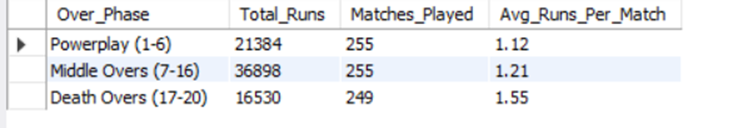 Over_Phase Total_Runs Matches_Played Avg_Runs_Per_Match
Powerplay (1-6) 21384 255 1.12
Middle Overs (7-16) 36898 255 1.21
Death Overs (17-20) 16530 249 1.55